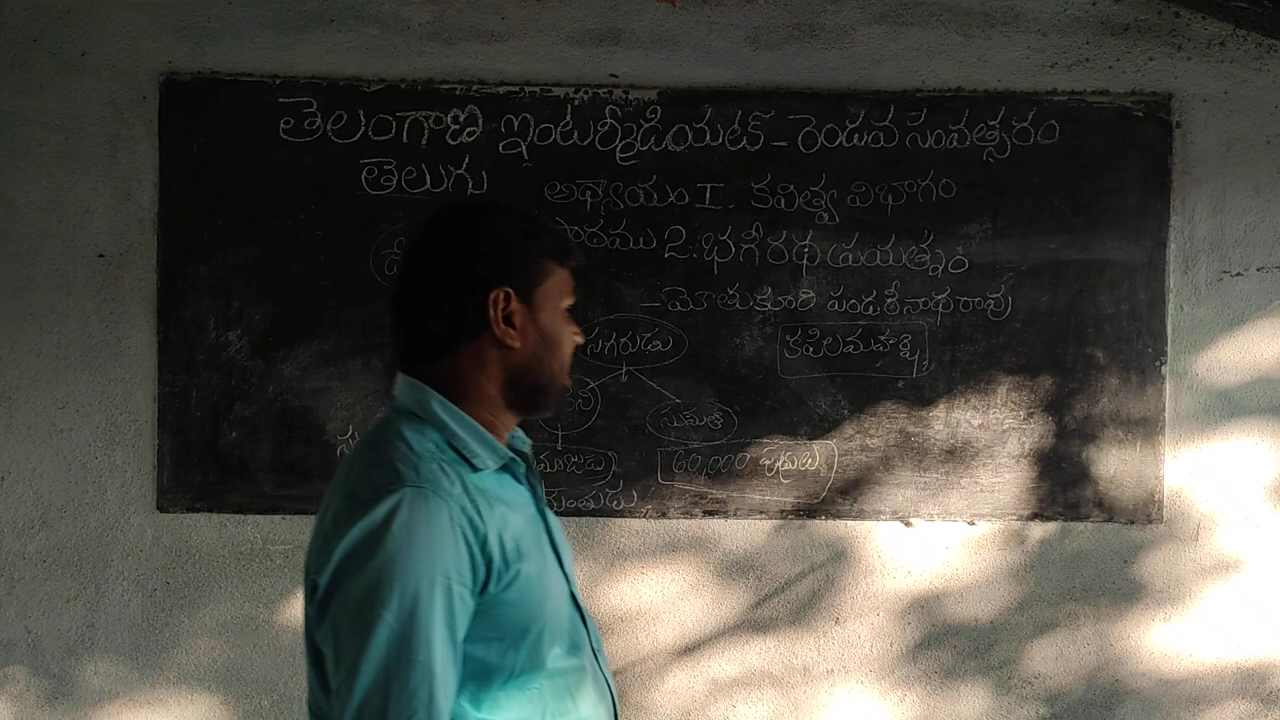 తెలంగాణ ఇంటర్మీడియట్ - రెండవ సంవత్సరం
తెలుగు
అధ్యాయం I. కవిత్వ విభాగం
పాఠము 2. భగీరథ ప్రయత్నం
- మోతుకూరి పండరీనాథరావు
సగరుడు
కపిలమహర్షి
సుమతి
60,000 పుత్రులు